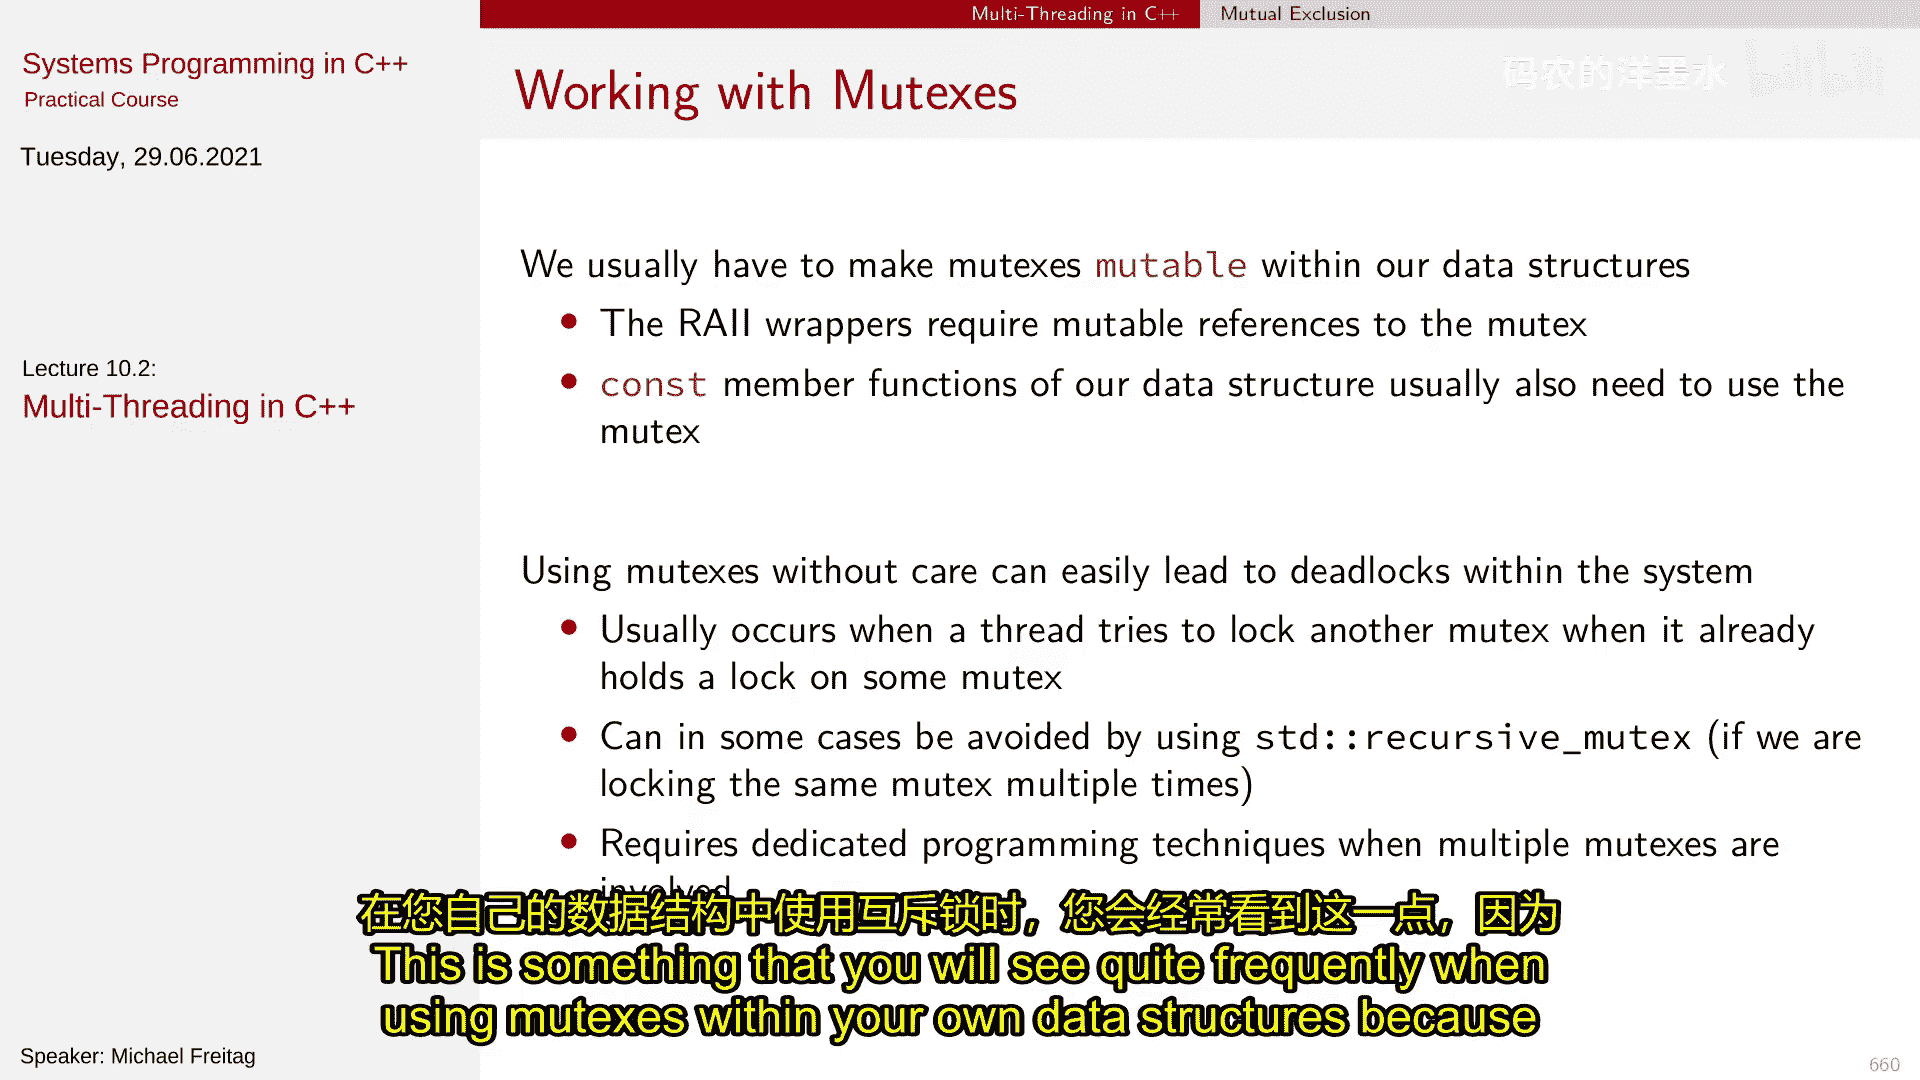 Multi-Threading in C++
Mutual Exclusion
Systems Programming in C++
Practical Course
Tuesday, 29.06.2021
Lecture 10.2:
Multi-Threading in C++
Speaker: Michael Freitag
Working with Mutexes
码农的洋墨水
bilibili
We usually have to make mutexes mutable within our data structures
• The RAII wrappers require mutable references to the mutex
• const member functions of our data structure usually also need to use the
mutex
Using mutexes without care can easily lead to deadlocks within the system
• Usually occurs when a thread tries to lock another mutex when it already
holds a lock on some mutex
• Can in some cases be avoided by using std::recursive_mutex (if we are
locking the same mutex multiple times)
• Requires dedicated programming techniques when multiple mutexes are
involved
在您自己的数据结构中使用互斥锁时，您会经常看到这一点，因为
This is something that you will see quite frequently when
using mutexes within your own data structures because
660